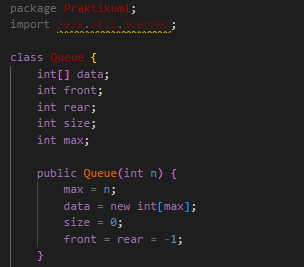 package Praktikum1;
import java.util.Scanner;
class Queue {
int[] data;
int front;
int rear;
int size;
int max;
public Queue(int n) {
max = n;
data = new int[max];
size = 0;
front = rear = -1;
}